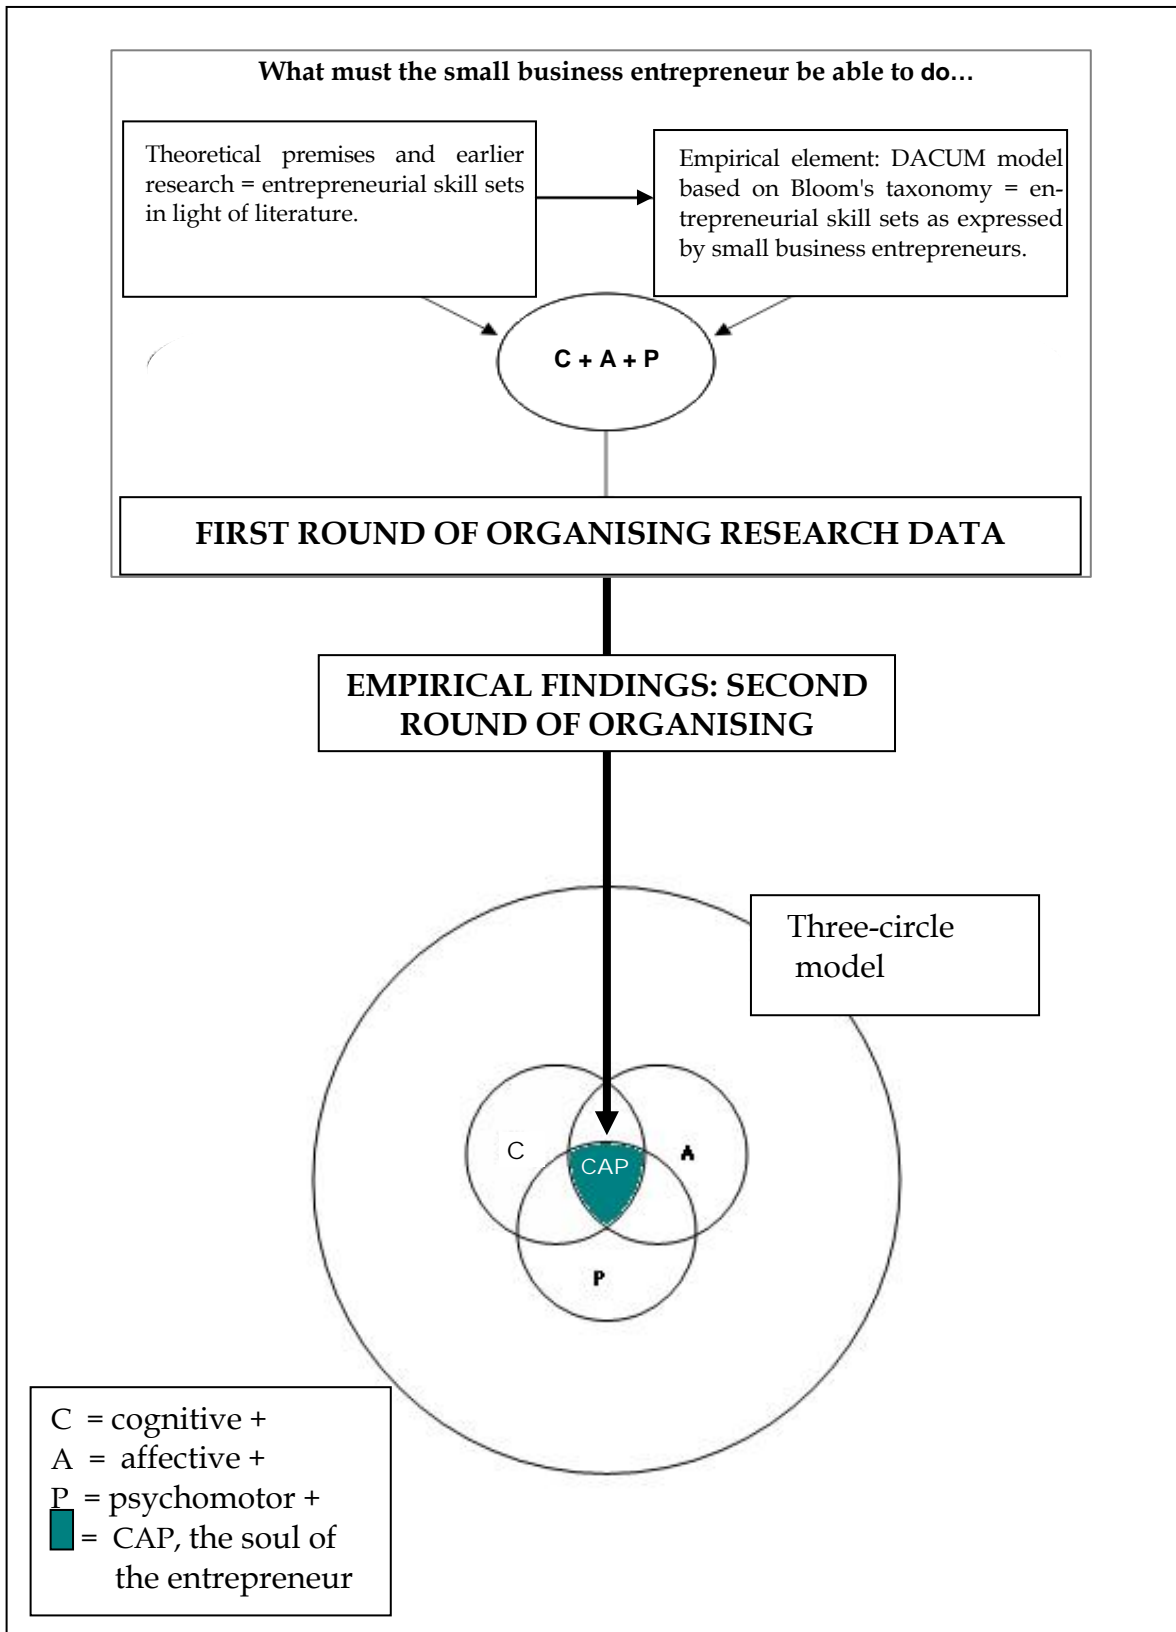 What must the small business entrepreneur be able to do…
Theoretical premises and earlier
research = entrepreneurial skill sets
in light of literature.
Empirical element: DACUM model
based on Bloom's taxonomy = en-
trepreneurial skill sets as expressed
by small business entrepreneurs.
C + A + P
FIRST ROUND OF ORGANISING RESEARCH DATA
EMPIRICAL FINDINGS: SECOND
ROUND OF ORGANISING
Three-circle
model
C
A
CAP
P
C = cognitive +
A = affective +
P = psychomotor +
= CAP, the soul of
the entrepreneur